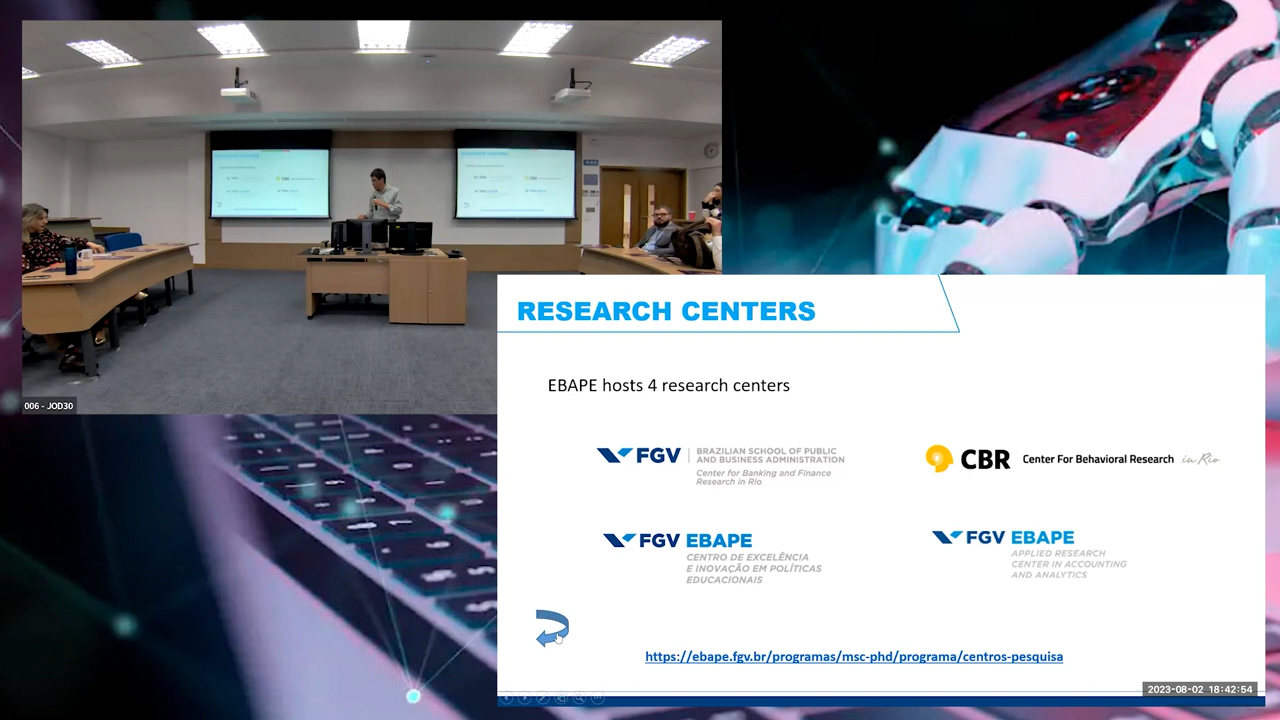 006 - JOD30
RESEARCH CENTERS
EBAPE hosts 4 research centers
FGV
BRAZILIAN SCHOOL OF PUBLIC
AND BUSINESS ADMINISTRATION
Center for Banking and Finance
Research in Rio
CBR Center For Behavioral Research in Rio
FGV EBAPE
CENTRO DE EXCELÊNCIA
E INOVAÇÃO EM POLÍTICAS
EDUCACIONAIS
FGV EBAPE
APPLIED RESEARCH
CENTER IN ACCOUNTING
AND ANALYTICS
https://ebape.fgv.br/programas/msc-phd/programa/centros-pesquisa
2023-08-02 18:42:54